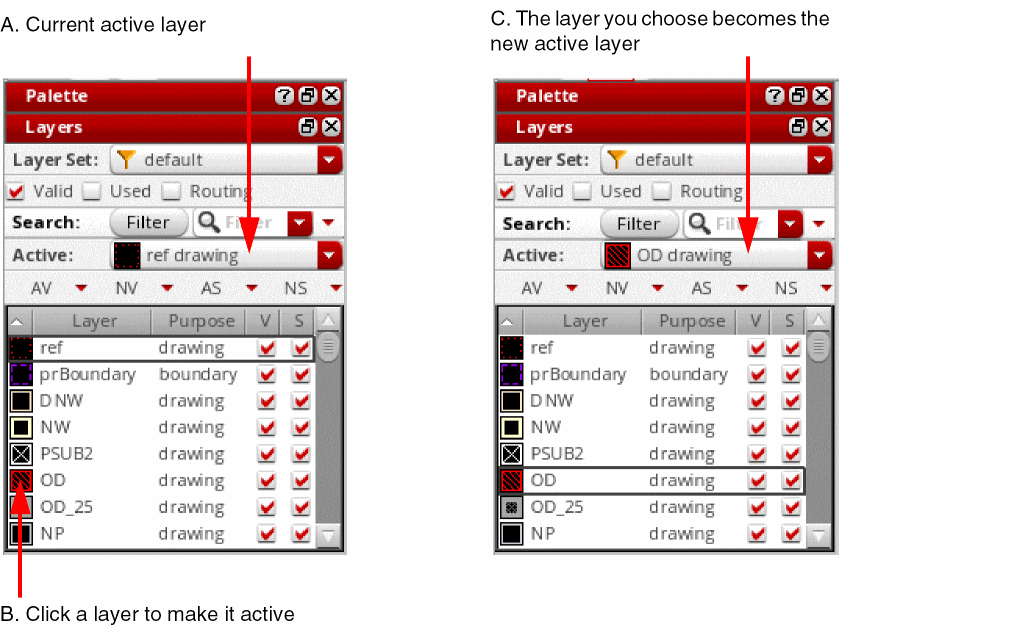 A. Current active layer
Palette
Layers
Layer Set: default
Valid Used Routing
Search: Filter Filter
Active: ref drawing
AV NV AS NS
Layer Purpose V S
ref drawing
prBoundary boundary
DNW drawing
NW drawing
PSUB2 drawing
OD drawing
OD_25 drawing
NP drawing
B. Click a layer to make it active
C. The layer you choose becomes the
new active layer
Palette
Layers
Layer Set: default
Valid Used Routing
Search: Filter Filter
Active: OD drawing
AV NV AS NS
Layer Purpose V S
ref drawing
prBoundary boundary
DNW drawing
NW drawing
PSUB2 drawing
OD drawing
OD_25 drawing
NP drawing